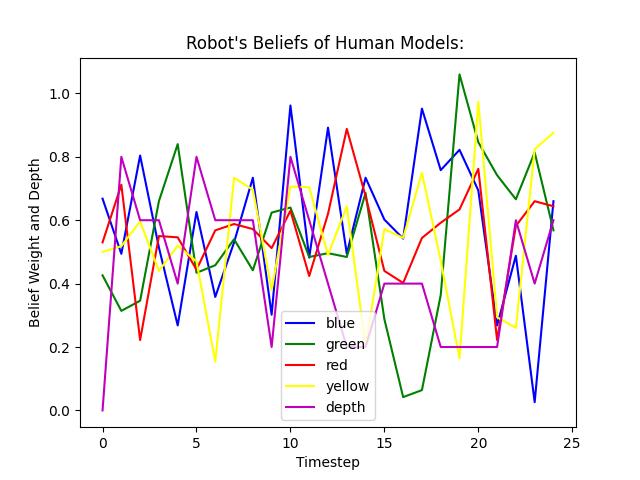 Robot's Beliefs of Human Models:
Belief Weight and Depth
1.0
0.8
0.6
0.4
0.2
0.0
blue
green
red
yellow
depth
0 5 10 15 20 25
Timestep